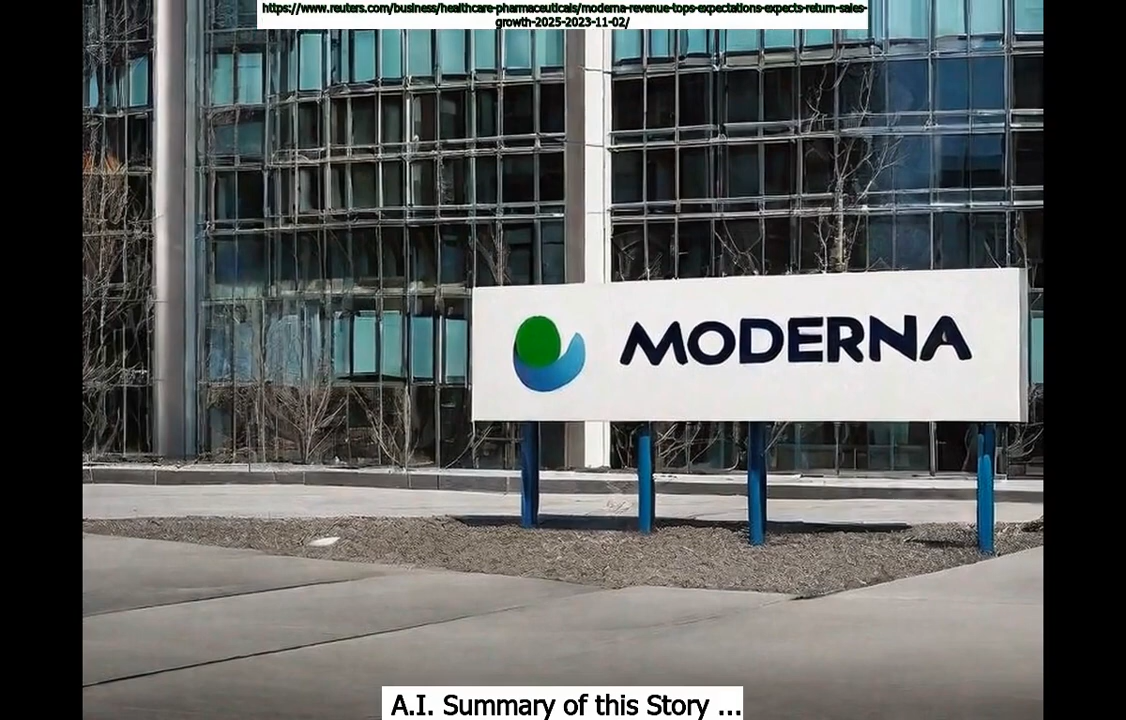 https://www.reuters.com/business/healthcare-pharmaceuticals/moderna-revenue-tops-expectations-expects-return-sales-
growth-2025-2023-11-02/
MODERNA
A.I. Summary of this Story ...